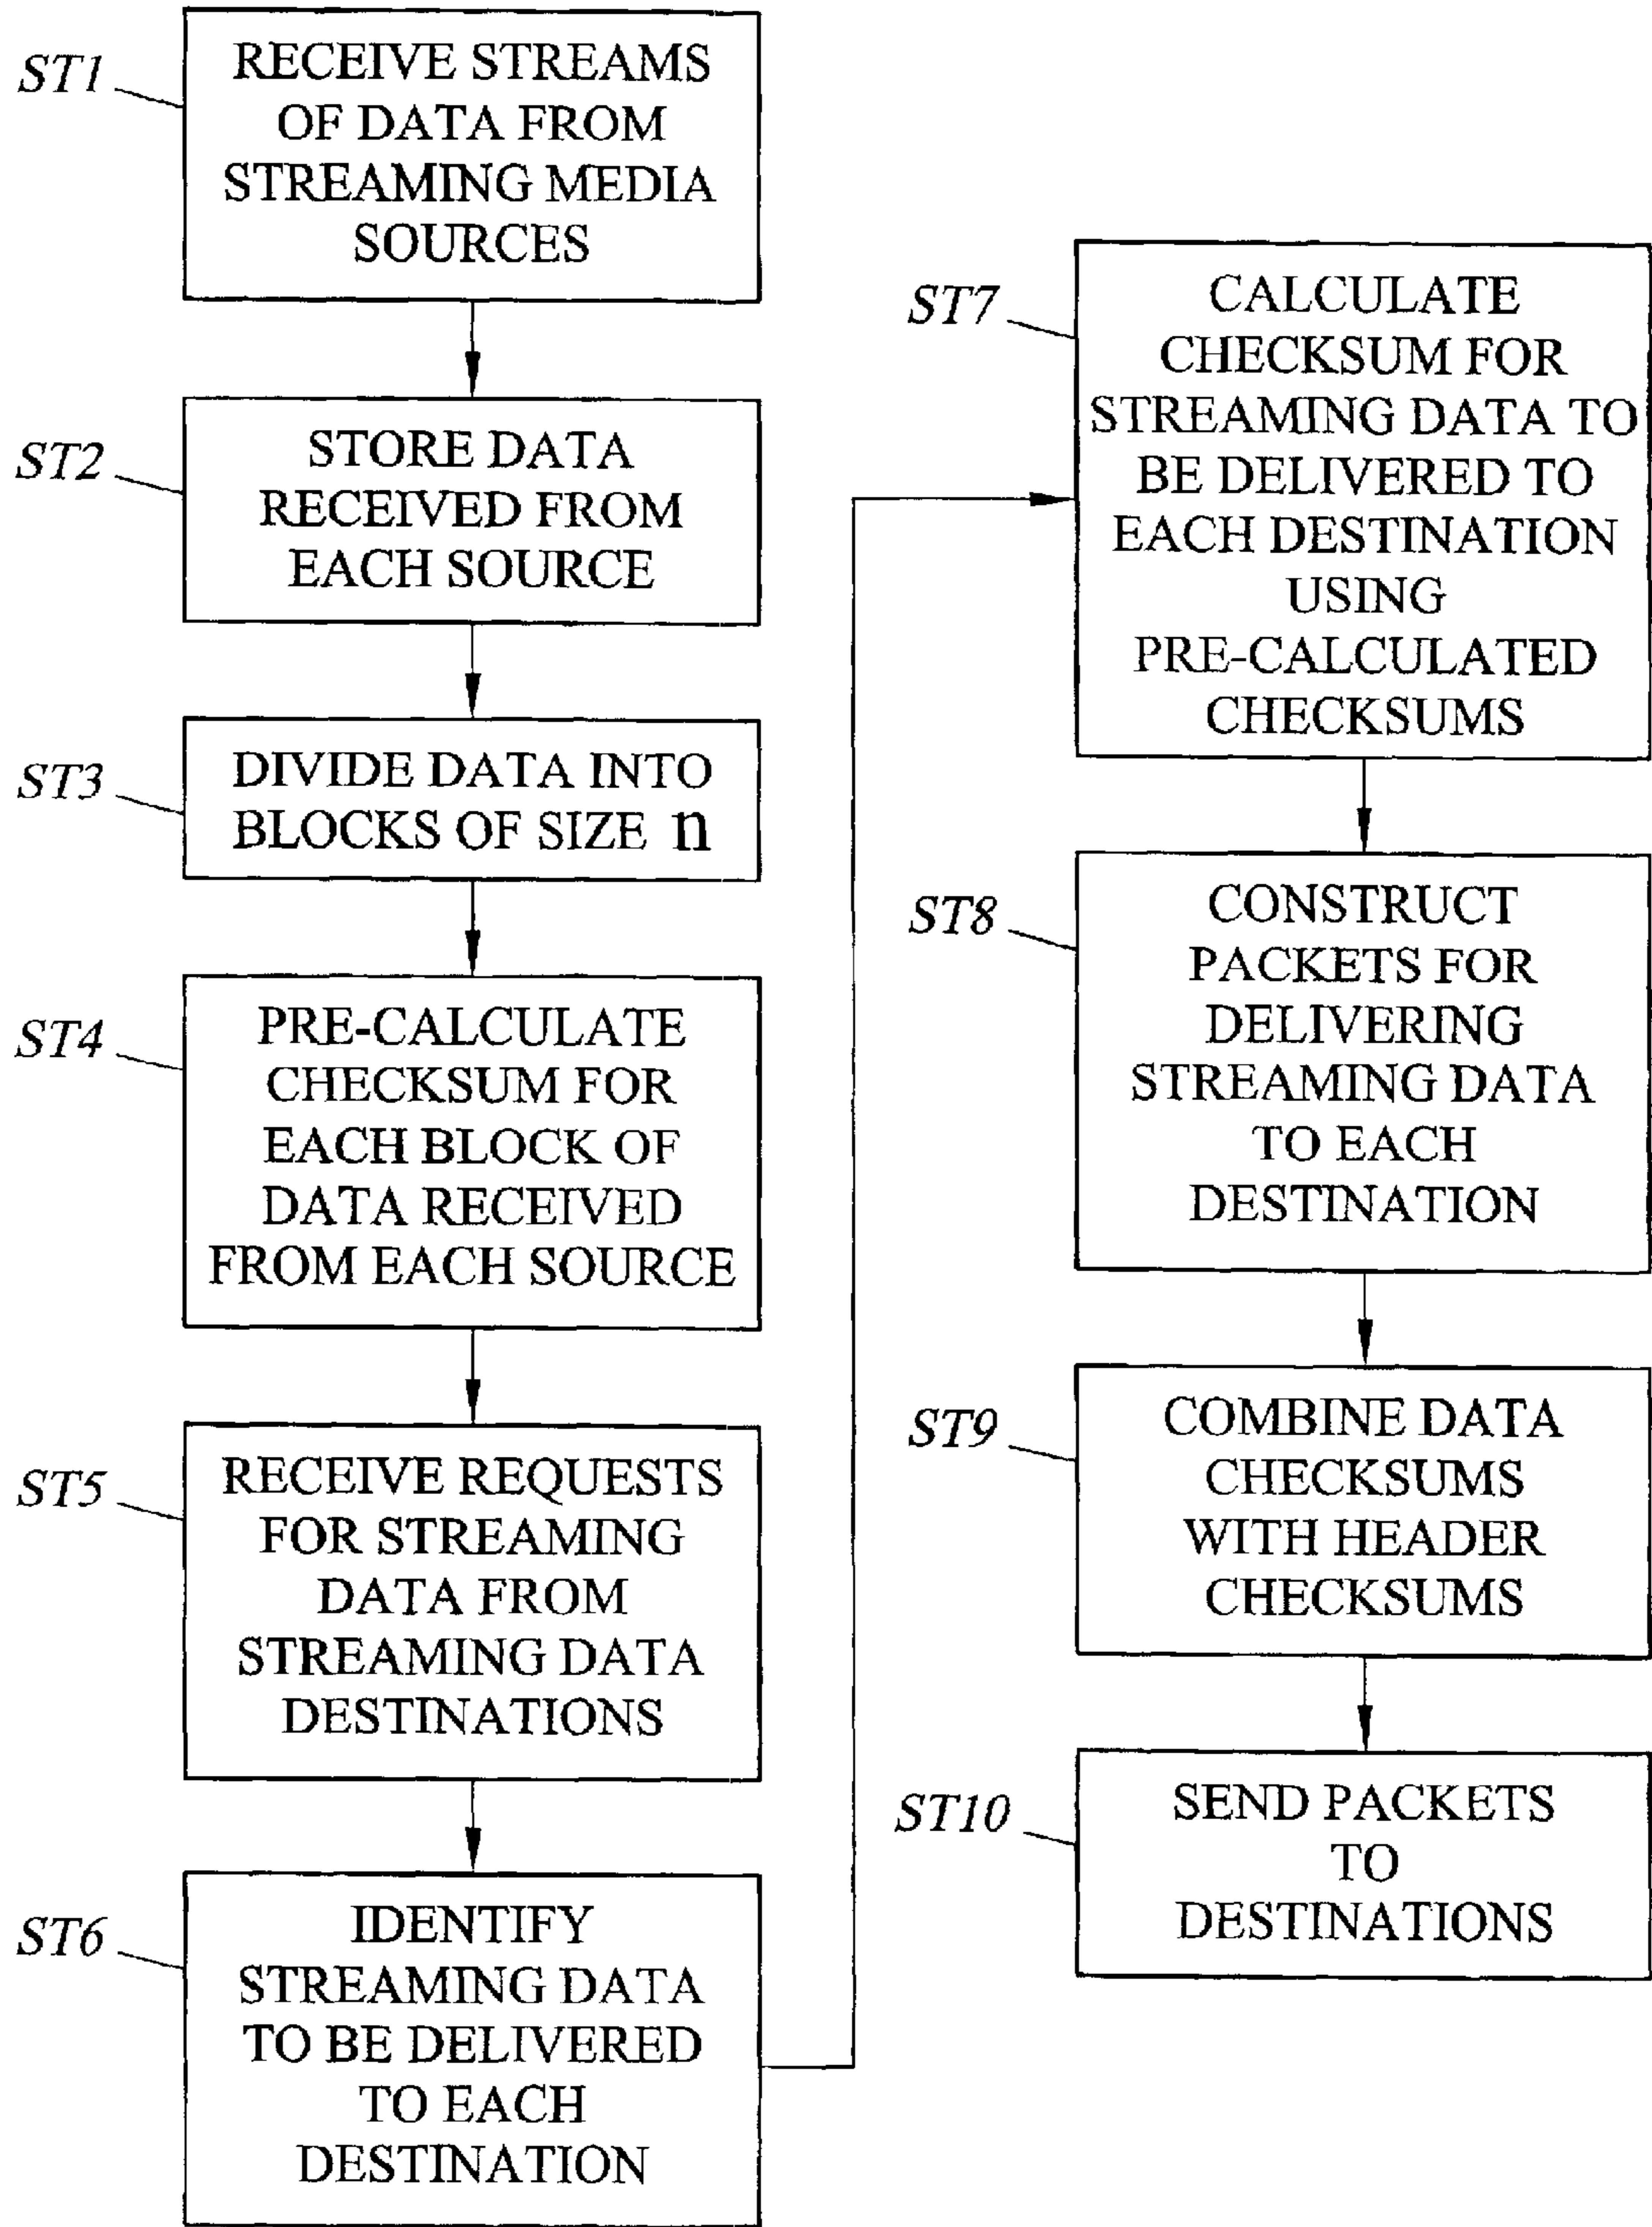 ST1
RECEIVE STREAMS
OF DATA FROM
STREAMING MEDIA
SOURCES
ST2
STORE DATA
RECEIVED FROM
EACH SOURCE
ST3
DIVIDE DATA INTO
BLOCKS OF SIZE n
ST4
PRE-CALCULATE
CHECKSUM FOR
EACH BLOCK OF
DATA RECEIVED
FROM EACH SOURCE
ST5
RECEIVE REQUESTS
FOR STREAMING
DATA FROM
STREAMING DATA
DESTINATIONS
ST6
IDENTIFY
STREAMING DATA
TO BE DELIVERED
TO EACH
DESTINATION
ST7
CALCULATE
CHECKSUM FOR
STREAMING DATA TO
BE DELIVERED TO
EACH DESTINATION
USING
PRE-CALCULATED
CHECKSUMS
ST8
CONSTRUCT
PACKETS FOR
DELIVERING
STREAMING DATA
TO EACH
DESTINATION
ST9
COMBINE DATA
CHECKSUMS
WITH HEADER
CHECKSUMS
ST10
SEND PACKETS
TO
DESTINATIONS